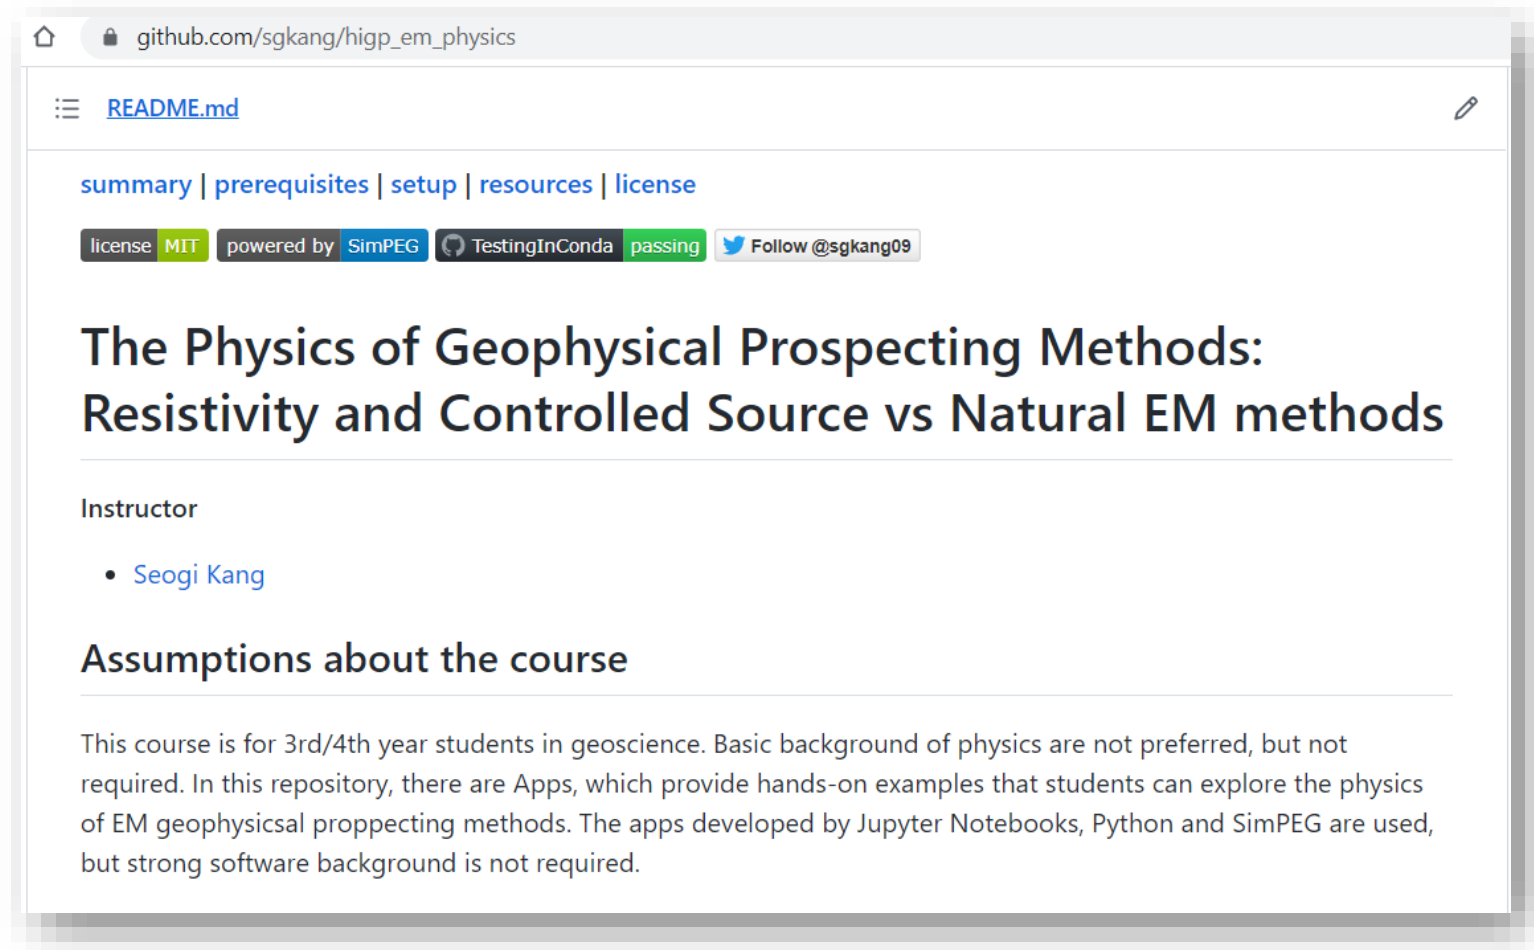 github.com/sgkang/higp_em_physics
README.md
summary | prerequisites | setup | resources | license
license MIT powered by SimPEG TestingInConda passing Follow @sgkang09
The Physics of Geophysical Prospecting Methods:
Resistivity and Controlled Source vs Natural EM methods
Instructor
• Seogi Kang
Assumptions about the course
This course is for 3rd/4th year students in geoscience. Basic background of physics are not preferred, but not
required. In this repository, there are Apps, which provide hands-on examples that students can explore the physics
of EM geophysicsal proppecting methods. The apps developed by Jupyter Notebooks, Python and SimPEG are used,
but strong software background is not required.